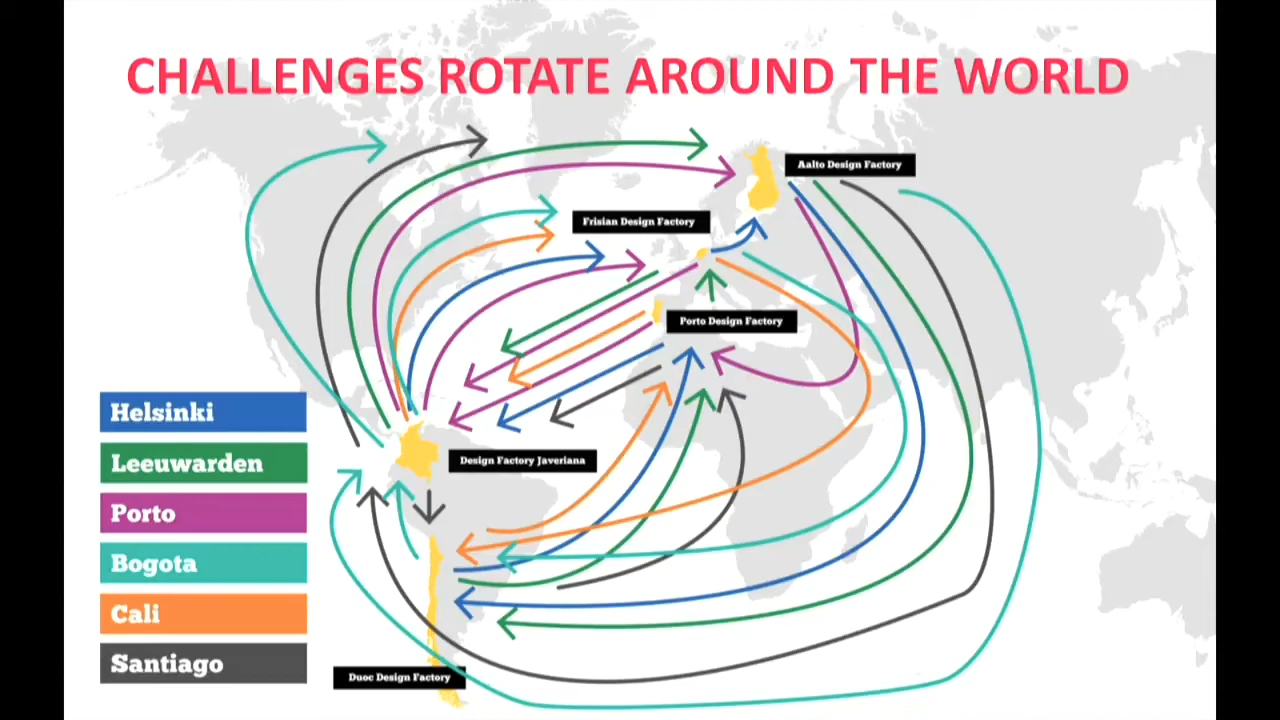 CHALLENGES ROTATE AROUND THE WORLD
Aalto Design Factory
Frisian Design Factory
Porto Design Factory
Design Factory Javeriana
Duoc Design Factory
Helsinki
Leeuwarden
Porto
Bogota
Cali
Santiago